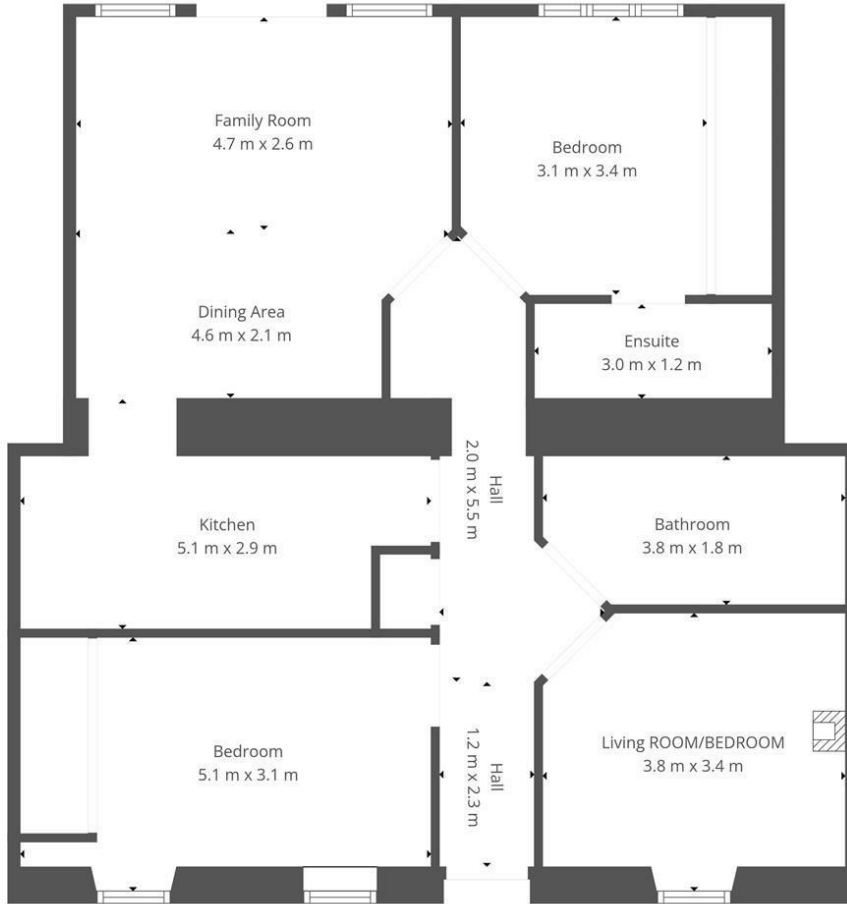 Family Room
4.7 m x 2.6 m
Bedroom
3.1 m x 3.4 m
Dining Area
4.6 m x 2.1 m
Ensuite
3.0 m x 1.2 m
Hall
2.0 m x 5.5 m
Kitchen
5.1 m x 2.9 m
Bathroom
3.8 m x 1.8 m
Bedroom
5.1 m x 3.1 m
Hall
1.2 m x 2.3 m
Living ROOM/BEDROOM
3.8 m x 3.4 m